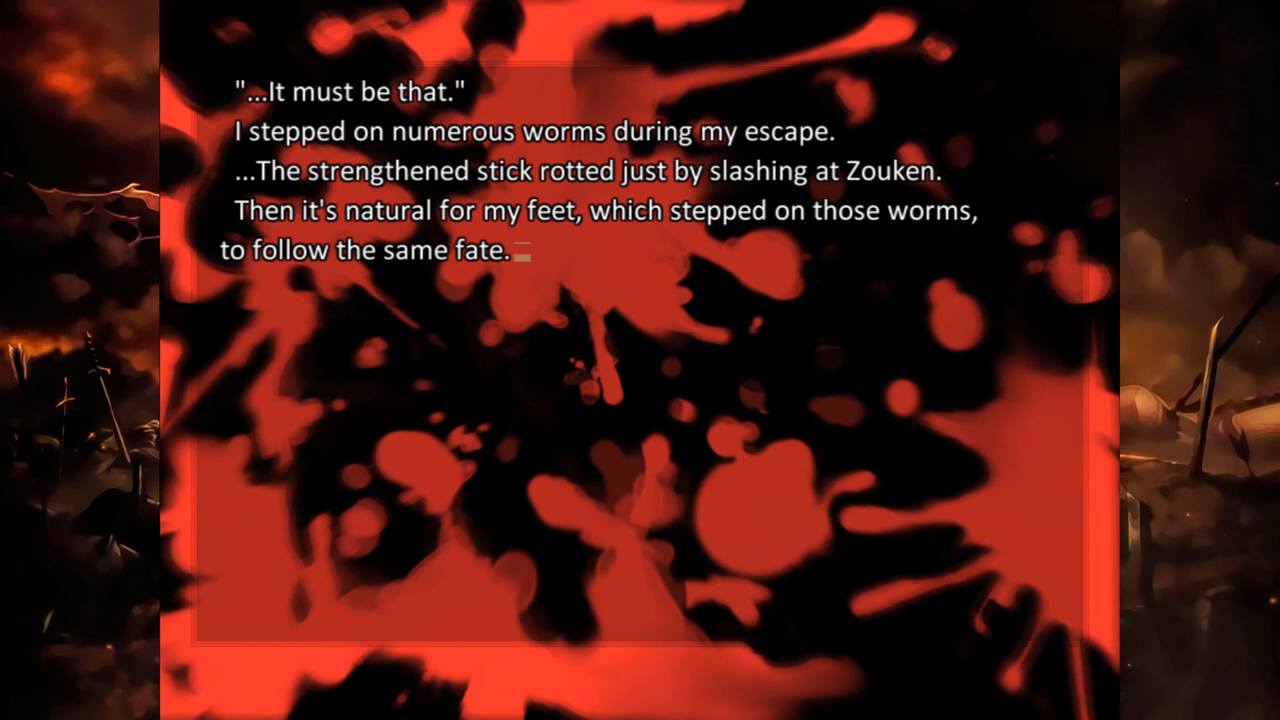 "...It must be that."
I stepped on numerous worms during my escape.
...The strengthened stick rotted just by slashing at Zouken.
Then it's natural for my feet, which stepped on those worms,
to follow the same fate.